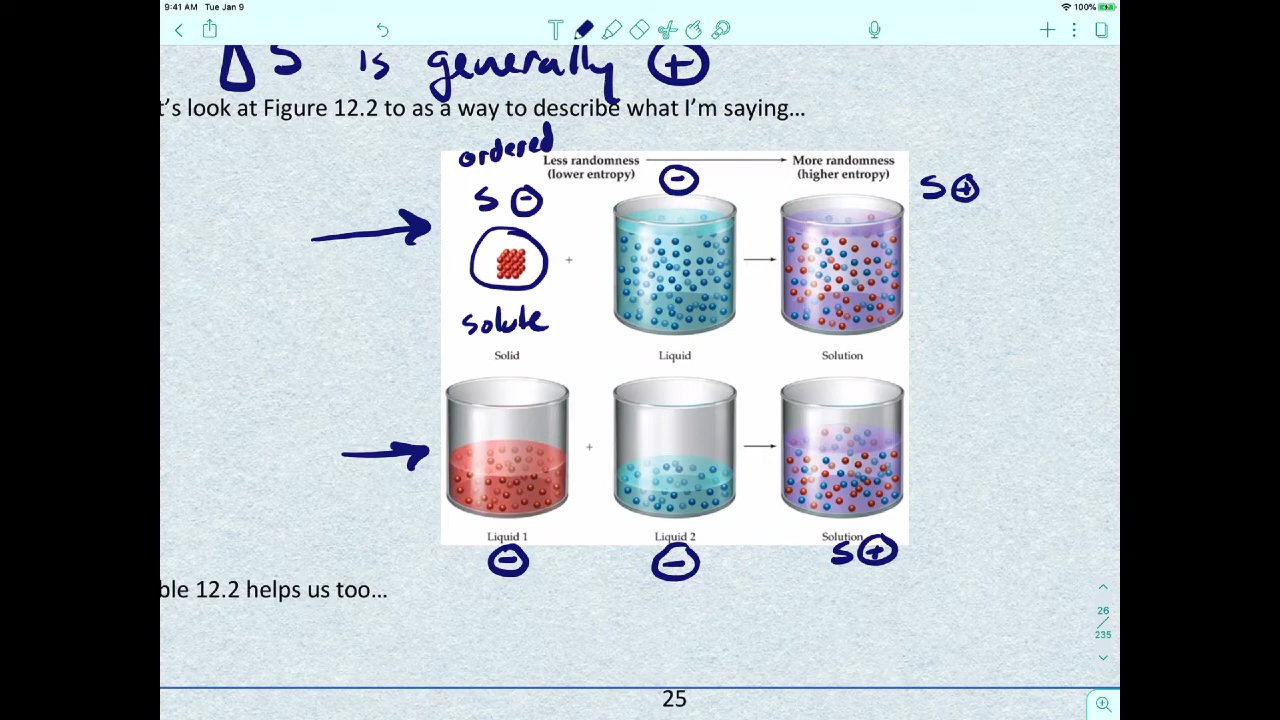 9:41 AM Tue Jan 9
100%
T
ΔS is generally +
t's look at Figure 12.2 to as a way to describe what I'm saying...
ordered
Less randomness More randomness
(lower entropy) (higher entropy)
S - - S +
+
solute
Solid Liquid Solution
+
Liquid 1 Liquid 2 Solution
- - S +
ble 12.2 helps us too...
26
/
235
25